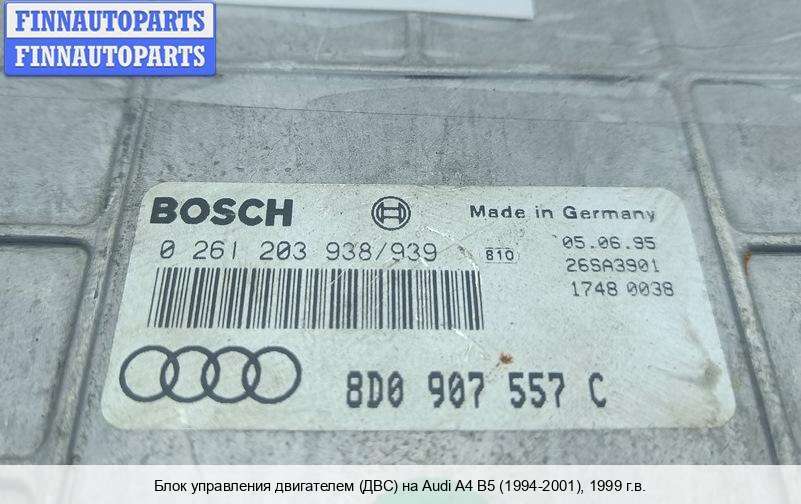 FINNAUTOPARTS
FINNAUTOPARTS
BOSCH Made in Germany
0 261 203 938/939 810 05.06.95
26SA3901
1748 0038
8D0 907 557 C
Блок управления двигателем (ДВС) на Audi A4 B5 (1994-2001), 1999 г.в.